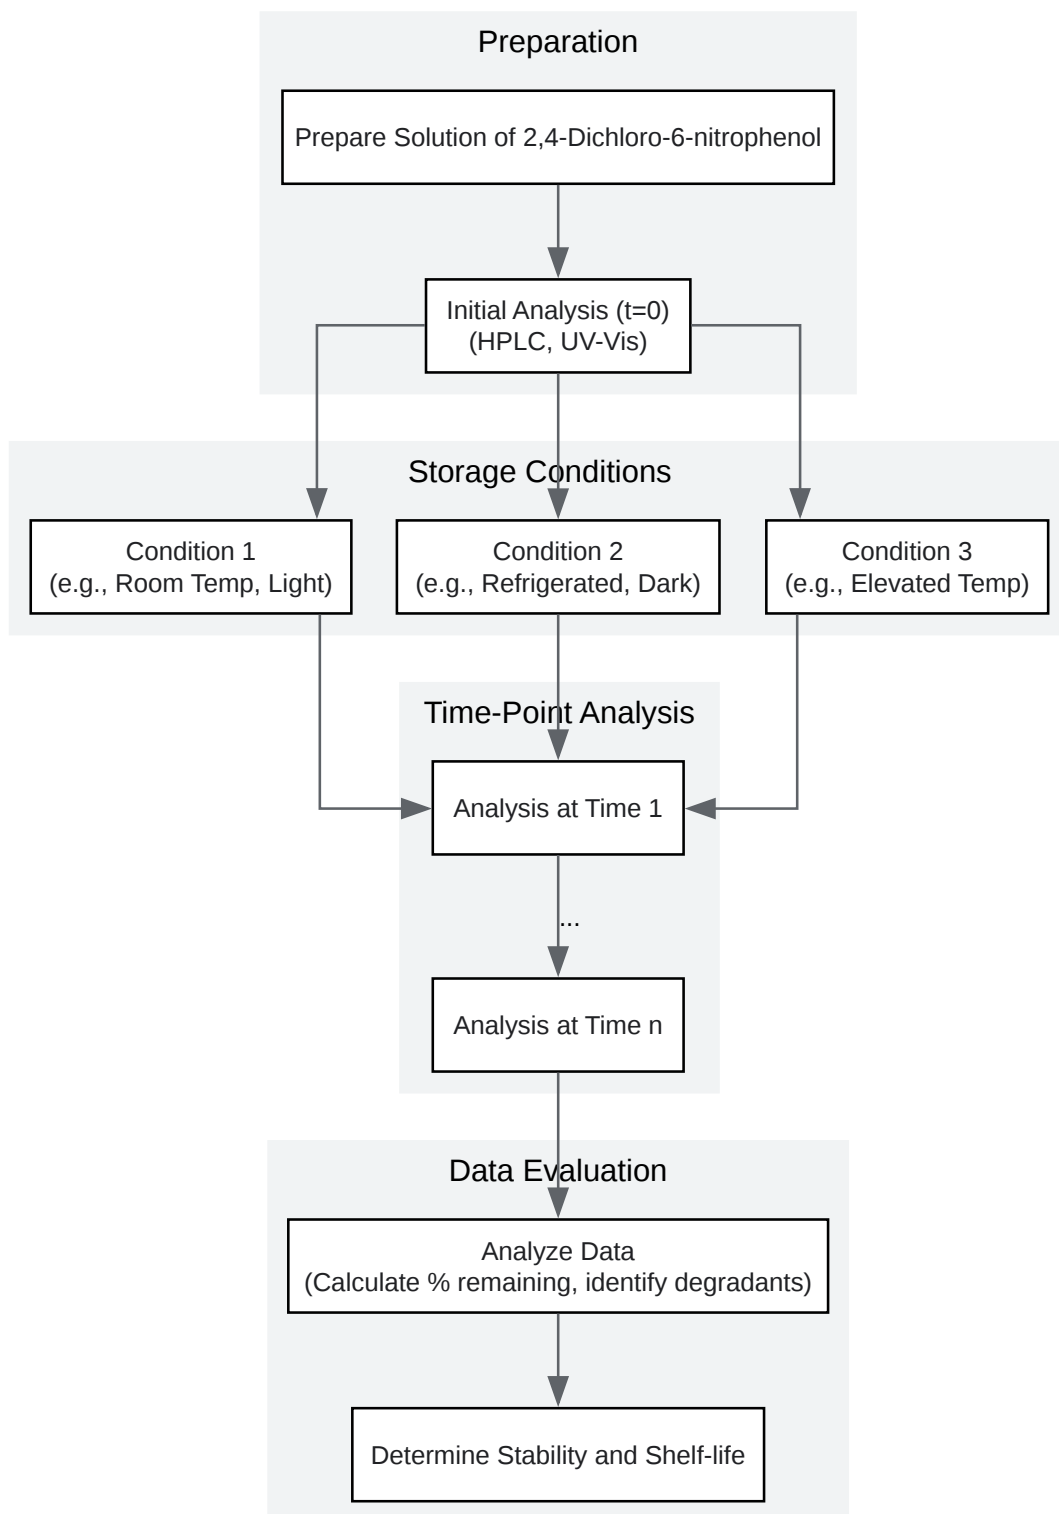 Preparation
Prepare Solution of 2,4-Dichloro-6-nitrophenol
Initial Analysis (t=0)
(HPLC, UV-Vis)
Storage Conditions
Condition 1
(e.g., Room Temp, Light)
Condition 2
(e.g., Refrigerated, Dark)
Condition 3
(e.g., Elevated Temp)
Time-Point Analysis
Analysis at Time 1
...
Analysis at Time n
Data Evaluation
Analyze Data
(Calculate % remaining, identify degradants)
Determine Stability and Shelf-life